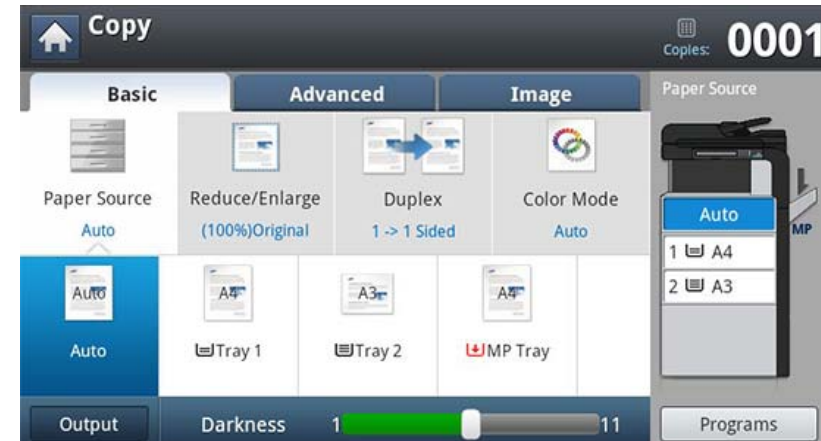 Copy
Copies: 0001
Basic
Advanced
Image
Paper Source
Paper Source
Auto
Reduce/Enlarge
(100%)Original
Duplex
1 -> 1 Sided
Color Mode
Auto
Auto
1 A4
2 A3
MP
Auto
Auto
A4
Tray 1
A3
Tray 2
A4
MP Tray
Output
Darkness 1 11
Programs